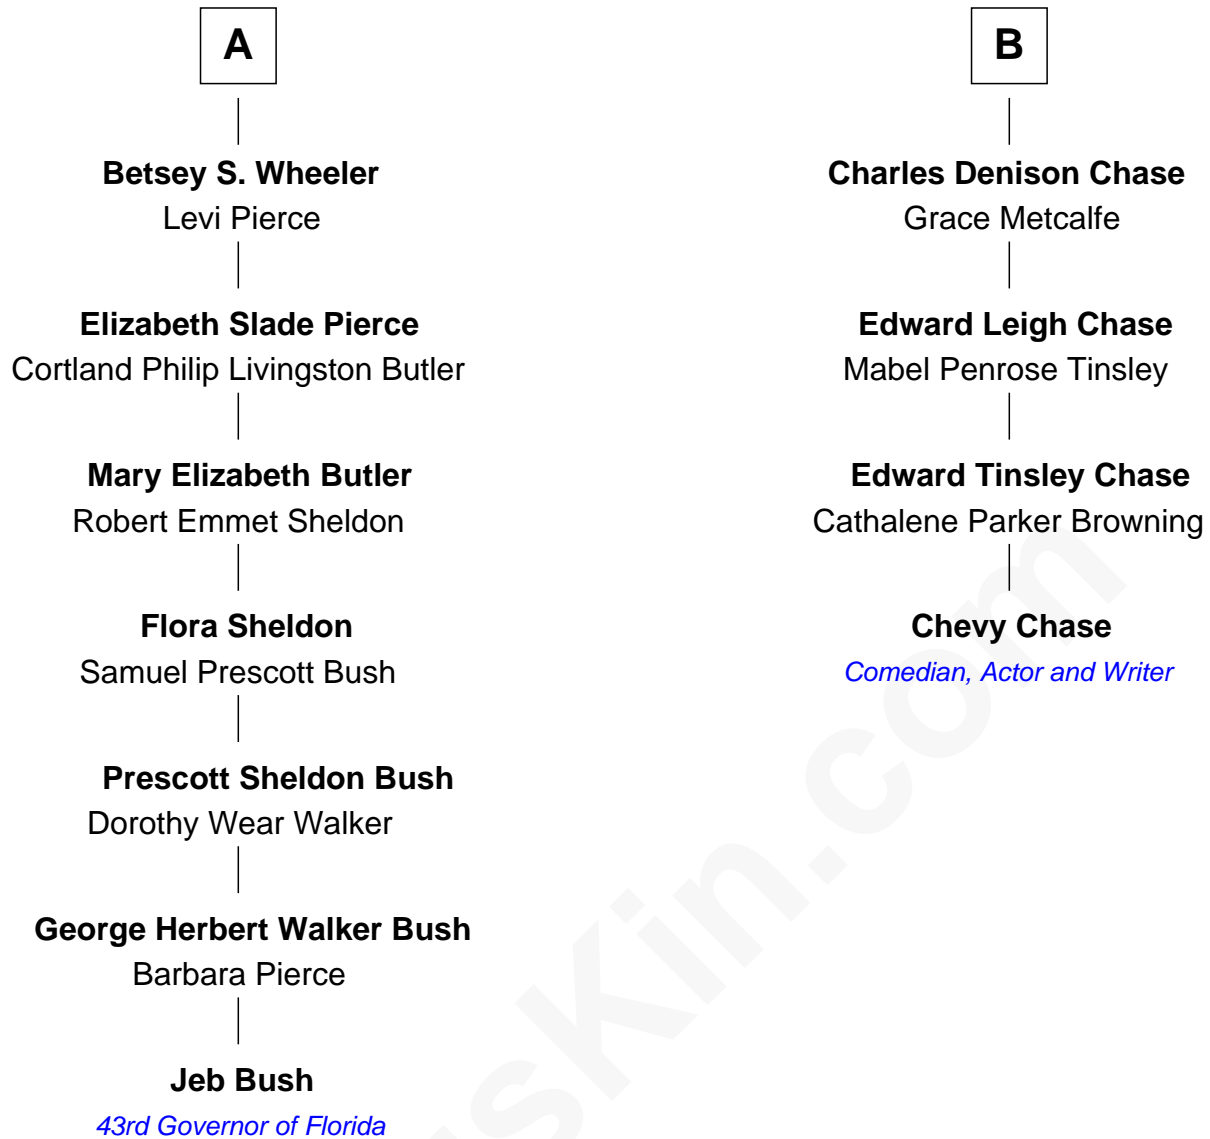 A
Betsey S. Wheeler
Levi Pierce
Elizabeth Slade Pierce
Cortland Philip Livingston Butler
Mary Elizabeth Butler
Robert Emmet Sheldon
Flora Sheldon
Samuel Prescott Bush
Prescott Sheldon Bush
Dorothy Wear Walker
George Herbert Walker Bush
Barbara Pierce
Jeb Bush
43rd Governor of Florida
B
Charles Denison Chase
Grace Metcalfe
Edward Leigh Chase
Mabel Penrose Tinsley
Edward Tinsley Chase
Cathalene Parker Browning
Chevy Chase
Comedian, Actor and Writer